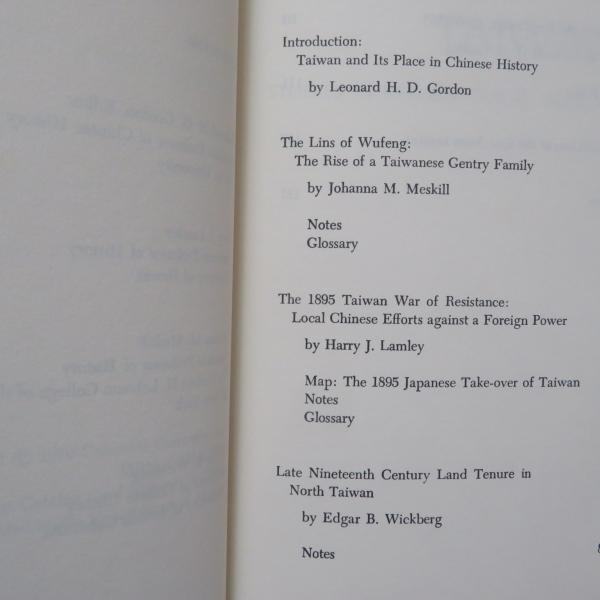 Introduction:
Taiwan and Its Place in Chinese History
by Leonard H. D. Gordon
The Lins of Wufeng:
The Rise of a Taiwanese Gentry Family
by Johanna M. Meskill
Notes
Glossary
The 1895 Taiwan War of Resistance:
Local Chinese Efforts against a Foreign Power
by Harry J. Lamley
Map: The 1895 Japanese Take-over of Taiwan
Notes
Glossary
Late Nineteenth Century Land Tenure in
North Taiwan
by Edgar B. Wickberg
Notes